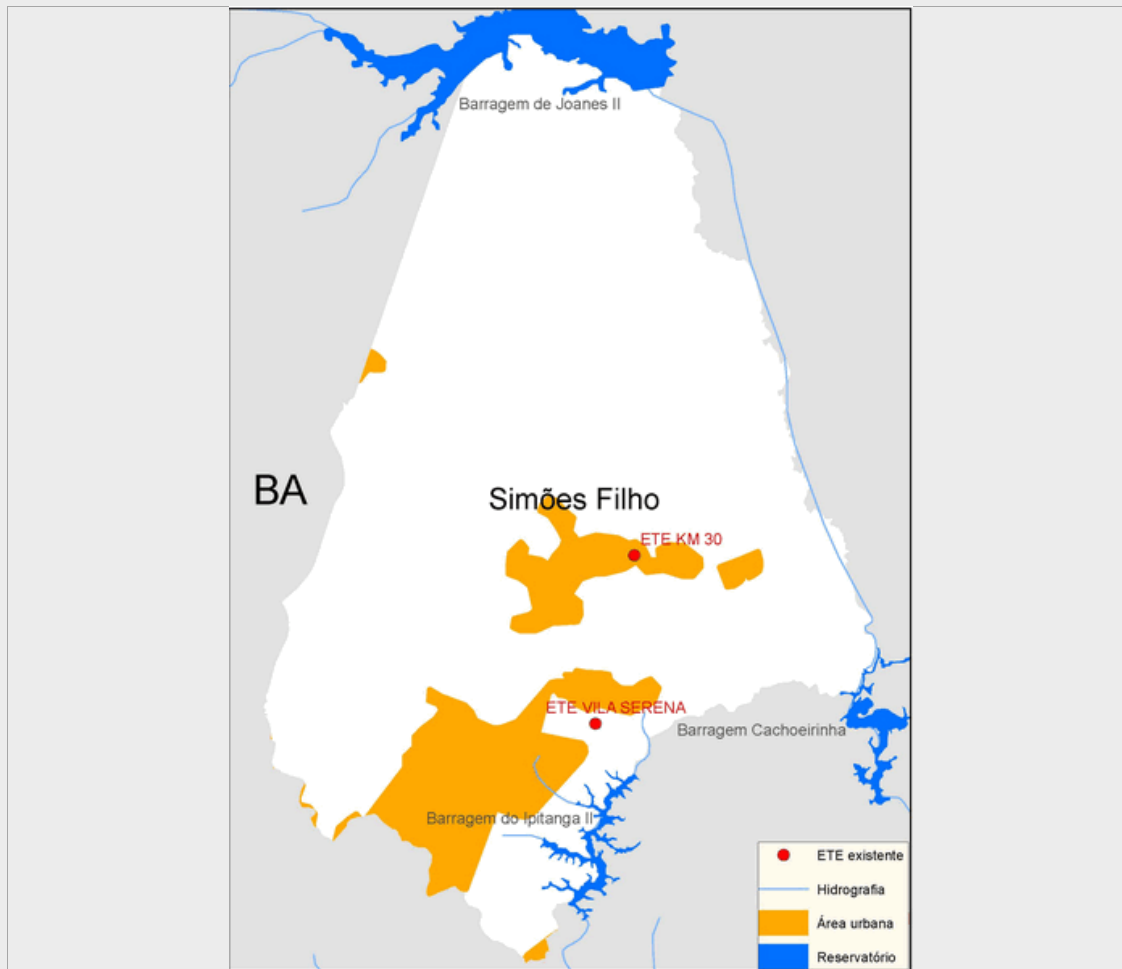 Barragem de Joanes II
BA
Simões Filho
ETE KM 30
ETE VILA SERENA
Barragem Cachoeirinha
Barragem do Ipitanga II
ETE existente
Hidrografia
Área urbana
Reservatório